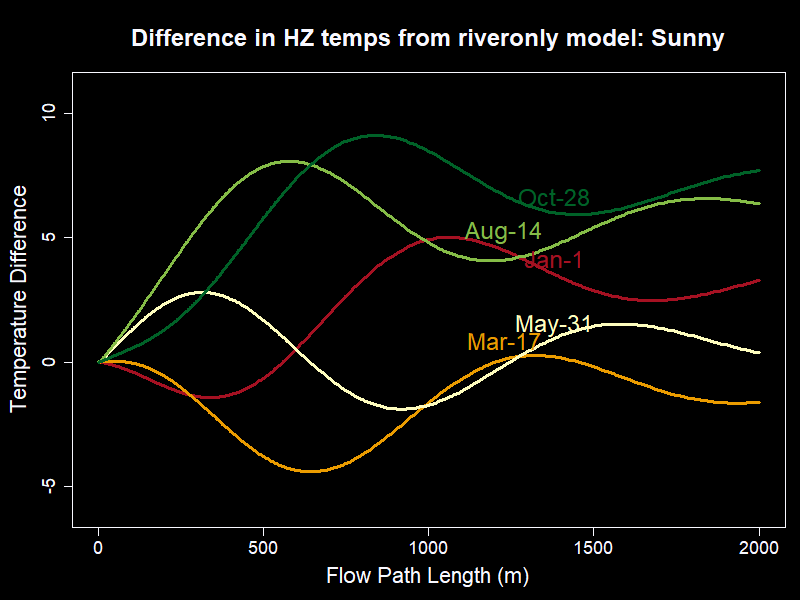 Difference in HZ temps from riveronly model: Sunny
Temperature Difference
10
5
0
-5
Oct-28
Aug-14
Jan-1
May-31
Mar-17
0 500 1000 1500 2000
Flow Path Length (m)